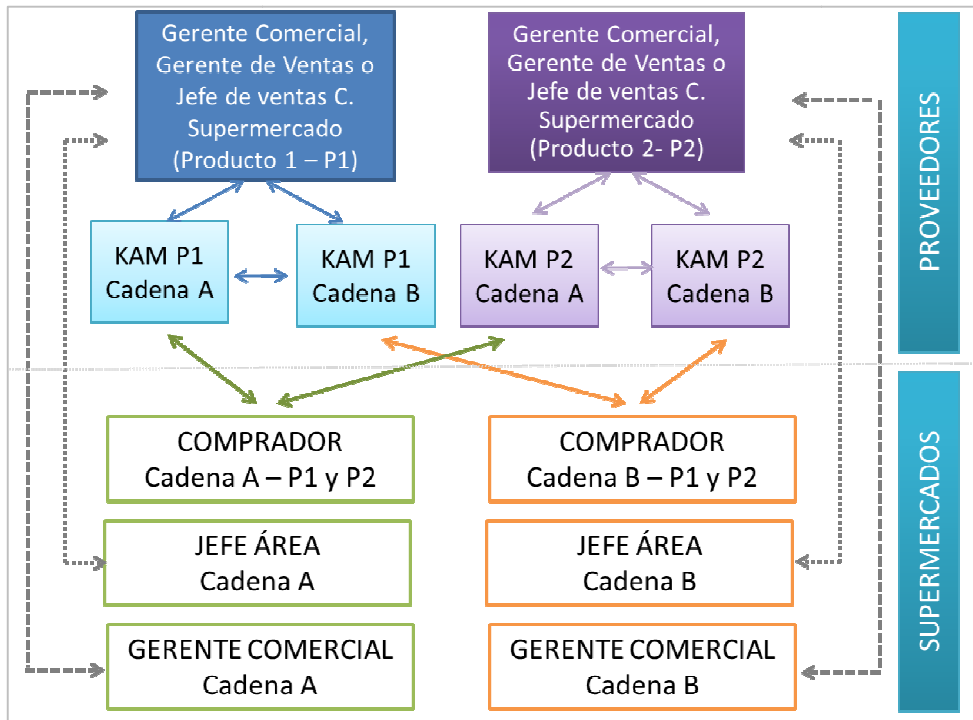 Gerente Comercial,
Gerente de Ventas o
Jefe de ventas C.
Supermercado
(Producto 1 – P1)
Gerente Comercial,
Gerente de Ventas o
Jefe de ventas C.
Supermercado
(Producto 2- P2)
PROVEEDORES
KAM P1
Cadena A
KAM P1
Cadena B
KAM P2
Cadena A
KAM P2
Cadena B
COMPRADOR
Cadena A – P1 y P2
COMPRADOR
Cadena B – P1 y P2
JEFE ÁREA
Cadena A
JEFE ÁREA
Cadena B
GERENTE COMERCIAL
Cadena A
GERENTE COMERCIAL
Cadena B
SUPERMERCADOS